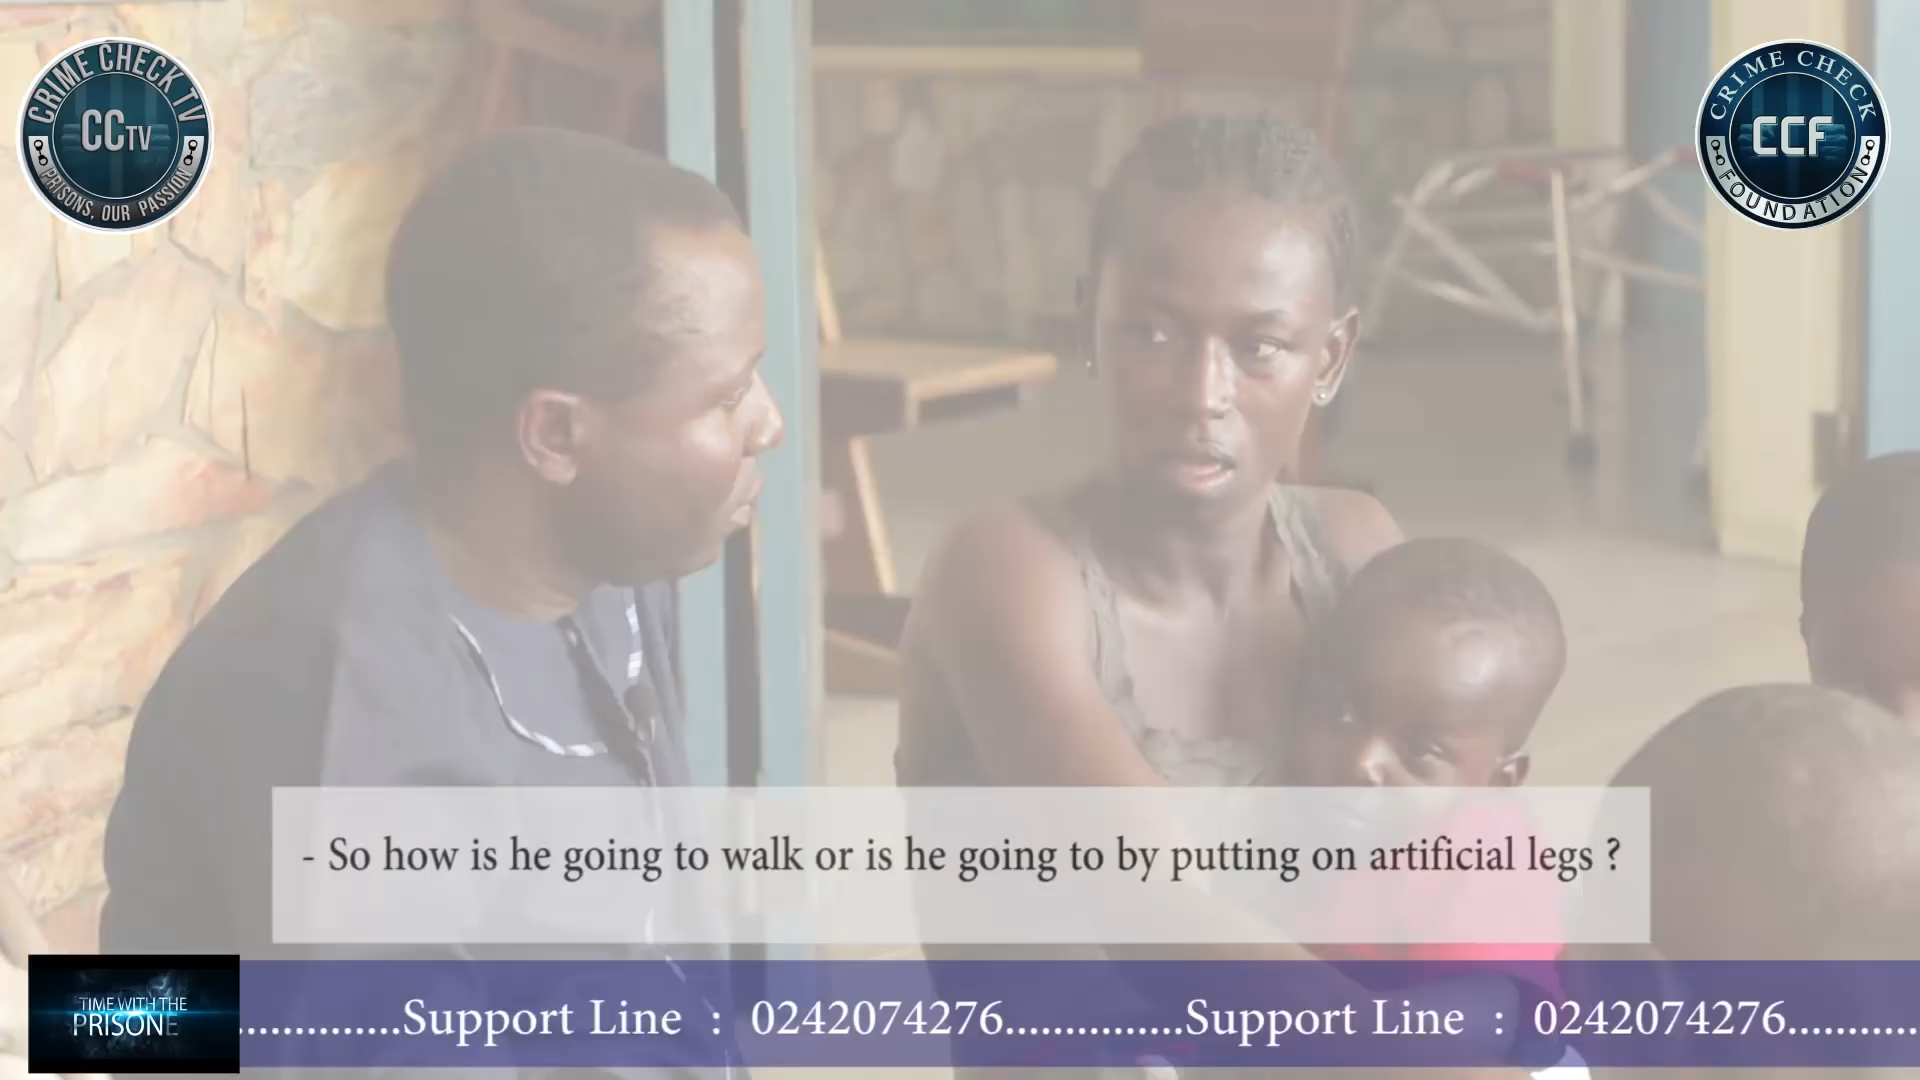 CRIME CHECK TV
CCTV
PRISONS, OUR PASSION
CRIME CHECK
CCF
FOUNDATION
- So how is he going to walk or is he going to by putting on artificial legs ?
TIME WITH THE
PRISONE
..............Support Line : 0242074276...............Support Line : 0242074276...........